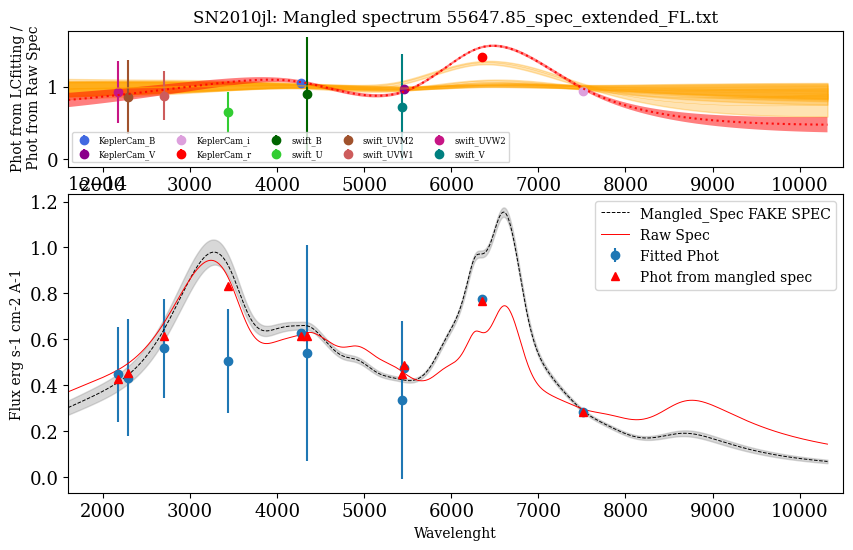 SN2010jl: Mangled spectrum 55647.85_spec_extended_FL.txt
Phot from LCfitting /
Phot from Raw Spec
1
0
KeplerCam_B
KeplerCam_V
KeplerCam_i
KeplerCam_r
swift_B
swift_U
swift_UVM2
swift_UVW1
swift_UVW2
swift_V
2000 3000 4000 5000 6000 7000 8000 9000 10000
1e−14
Flux erg s-1 cm-2 A-1
1.2
1.0
0.8
0.6
0.4
0.2
0.0
Mangled_Spec FAKE SPEC
Raw Spec
Fitted Phot
Phot from mangled spec
2000 3000 4000 5000 6000 7000 8000 9000 10000
Wavelenght